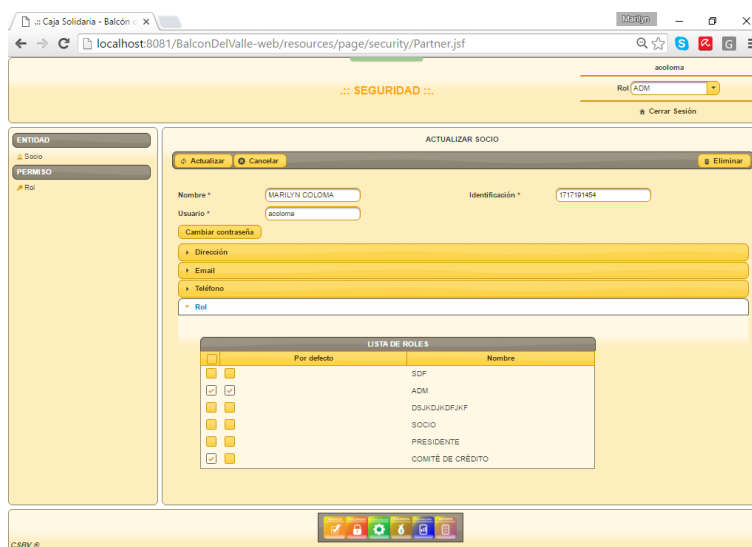 .:: Caja Solidaria - Balcón
Marilyn
localhost:8081/BalconDelValle-web/resources/page/security/Partner.jsf
acoloma
.:: SEGURIDAD ::.
Rol ADM
Cerrar Sesión
ENTIDAD
Socio
PERMISO
Rol
ACTUALIZAR SOCIO
Actualizar Cancelar Eliminar
Nombre * MARILYN COLOMA Identificación * 1717191454
Usuario * acoloma
Cambiar contraseña
Dirección
Email
Teléfono
Rol
LISTA DE ROLES
Por defecto Nombre
SDF
ADM
DSJKDJKDFJKF
SOCIO
PRESIDENTE
COMITÉ DE CRÉDITO
CSBV ®